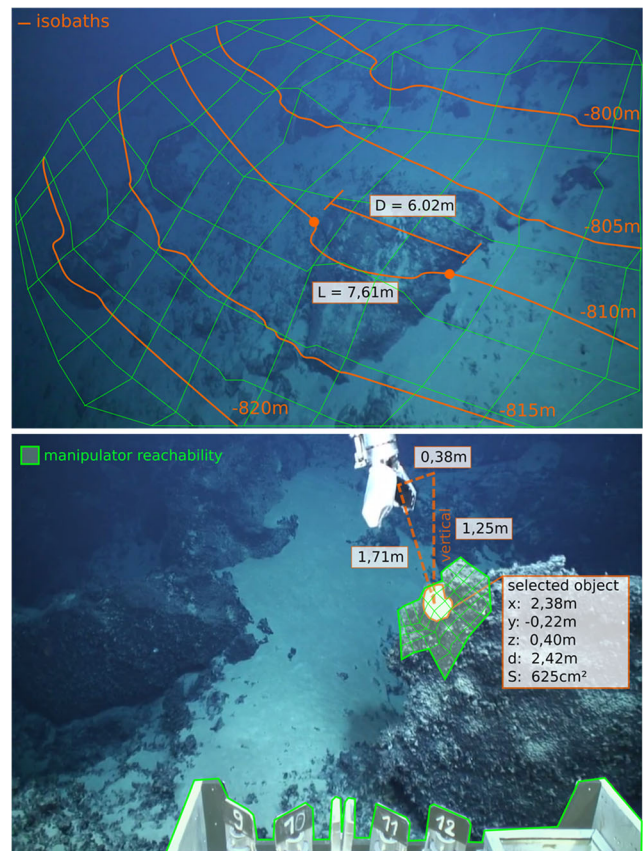 isobaths
-800m
D = 6.02m
-805m
L = 7,61m
-810m
-820m
-815m
manipulator reachability
0,38m
vertical
1,25m
1,71m
selected object
x: 2,38m
y: -0,22m
z: 0,40m
d: 2,42m
S: 625cm²
9
10
11
12